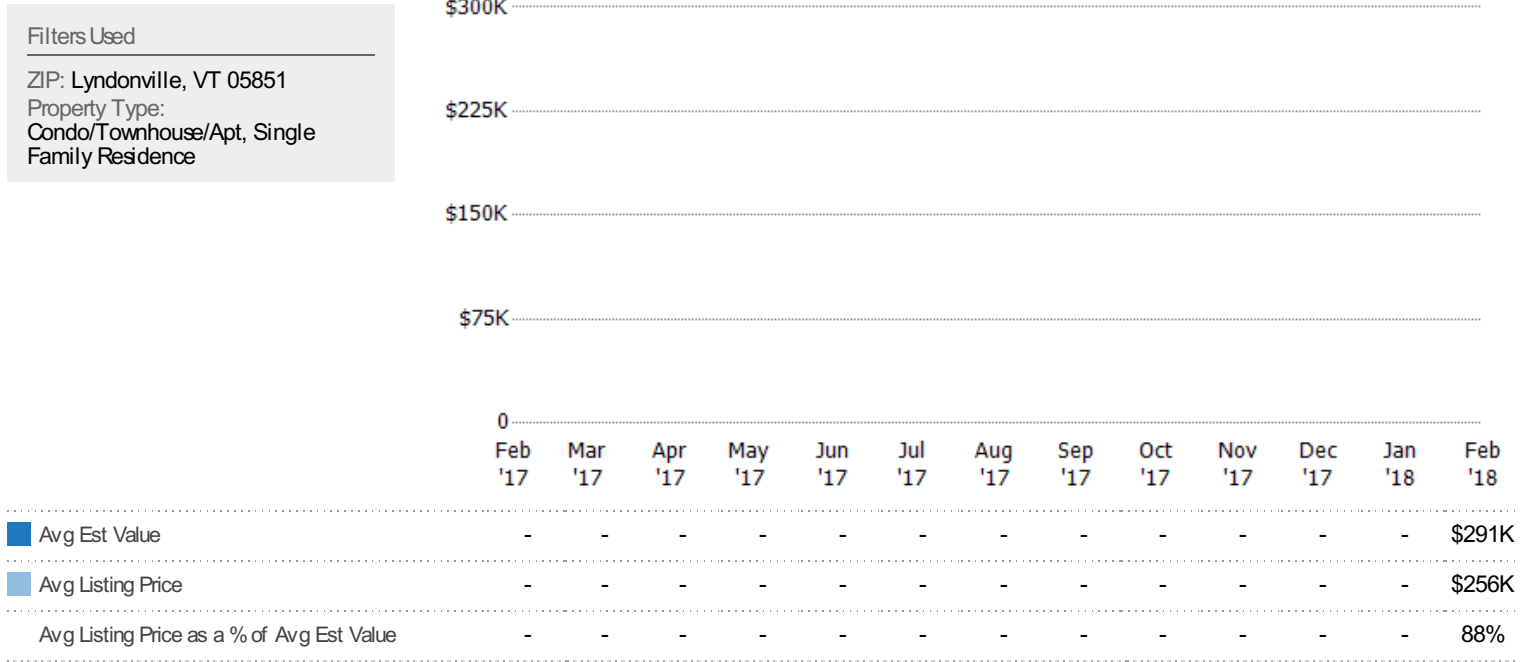 Filters Used
ZIP: Lyndonville, VT 05851
Property Type:
Condo/Townhouse/Apt, Single
Family Residence
$300K
$225K
$150K
$75K
0
Feb Mar Apr May Jun Jul Aug Sep Oct Nov Dec Jan Feb
'17 '17 '17 '17 '17 '17 '17 '17 '17 '17 '17 '18 '18
Avg Est Value - - - - - - - - - - - - $291K
Avg Listing Price - - - - - - - - - - - - $256K
Avg Listing Price as a % of Avg Est Value - - - - - - - - - - - - 88%